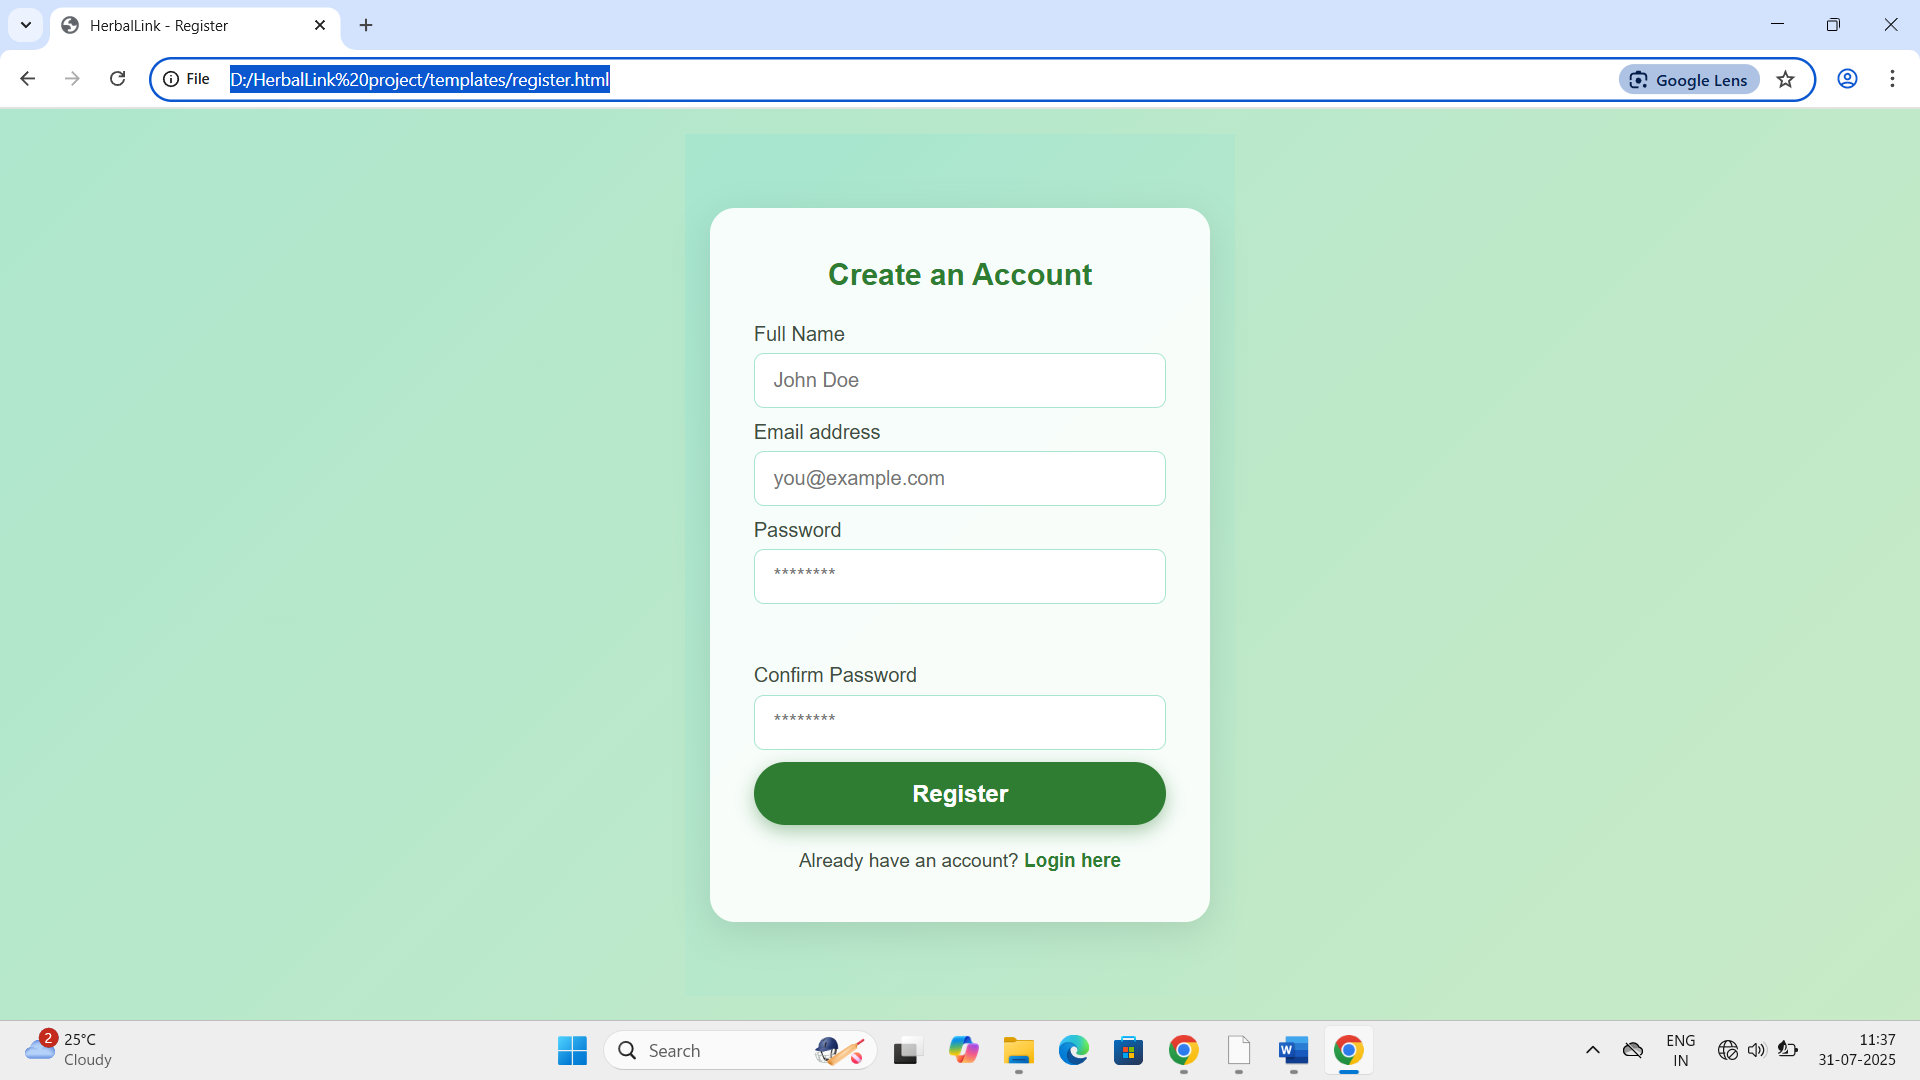 HerbalLink - Register
File
D:/HerbalLink%20project/templates/register.html
Google Lens
Create an Account
Full Name
John Doe
Email address
you@example.com
Password
********
Confirm Password
********
Register
Already have an account? Login here
2
25°C
Cloudy
Search
W
ENG
IN
11:37
31-07-2025